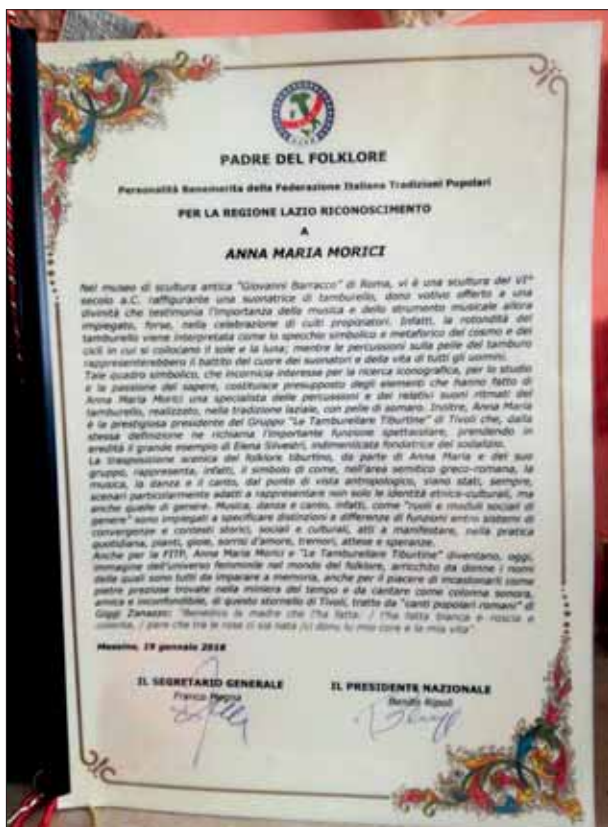 PADRE DEL FOLKLORE
Personalità Benemerita della Federazione Italiana Tradizioni Popolari
PER LA REGIONE LAZIO RICONOSCIMENTO
A
ANNA MARIA MORICI
Nel museo di scultura antica "Giovanni Barracco" di Roma, vi è una scultura del VI°
secolo a.C. raffigurante una suonatrice di tamburello, dono votivo offerto a una
divinità che testimonia l'importanza della musica e dello strumento musicale allora
impiegato, forse, nella celebrazione di culti propiziatori. Infatti, la rotondità del
tamburello viene interpretata come lo specchio simbolico e metaforico del cosmo e dei
cicli in cui si collocano il sole e la luna; mentre le percussioni sulla pelle del tamburo
rappresenterebbero il battito del cuore dei suonatori e della vita di tutti gli uomini.
Tale quadro simbolico, che incornicia interesse per la ricerca iconografica, per lo studio
e la passione del sapere, costituisce presupposto degli elementi che hanno fatto di
Anna Maria Morici una specialista delle percussioni e dei relativi suoni ritmati del
tamburello, realizzato, nella tradizione laziale, con pelle di somaro. Inoltre, Anna Maria
è la prestigiosa presidente del Gruppo "Le Tamburellare Tiburtine" di Tivoli che, dalla
stessa definizione ne richiama l'importante funzione spettacolare, prendendo in
eredità il grande esempio di Elena Silvestri, indimenticata fondatrice del sodalizio.
La trasposizione scenica del folklore tiburtino, da parte di Anna Maria e del suo
gruppo, rappresenta, infatti, il simbolo di come, nell'area semitico greco-romana, la
musica, la danza e il canto, dal punto di vista antropologico, siano stati, sempre,
scenari particolarmente adatti a rappresentare non solo le identità etnico-culturali, ma
anche quelle di genere. Musica, danza e canto, infatti, come "ruoli e moduli sociali di
genere" sono impiegati a specificare distinzioni e differenze di funzioni entro sistemi di
convergenze e contesti storici, sociali e culturali, atti a manifestare, nella pratica
quotidiana, pianti, gioie, sorrisi d'amore, tremori, attese e speranze.
Anche per la FITP, Anna Maria Morici e "Le Tamburellare Tiburtine" diventano, oggi,
immagine dell'universo femminile nel mondo del folklore, arricchito da donne i nomi
delle quali sono tutti da imparare a memoria, anche per il piacere di incastonarli come
pietre preziose trovate nella miniera del tempo e da cantare come colonna sonora,
amica e inconfondibile, di questo stornello di Tivoli, tratto da "canti popolari romani" di
Giggi Zanazzo: "Benedico la madre che l'ha fatta: / l'ha fatta bianca e roscia e
/ pare che tra le rose ci sia nata /ci dono lo mio core e la mia vita".
Messina, 19 gennaio 2018
IL SEGRETARIO GENERALE
Franco Megna
IL PRESIDENTE NAZIONALE
Benito Ripoli